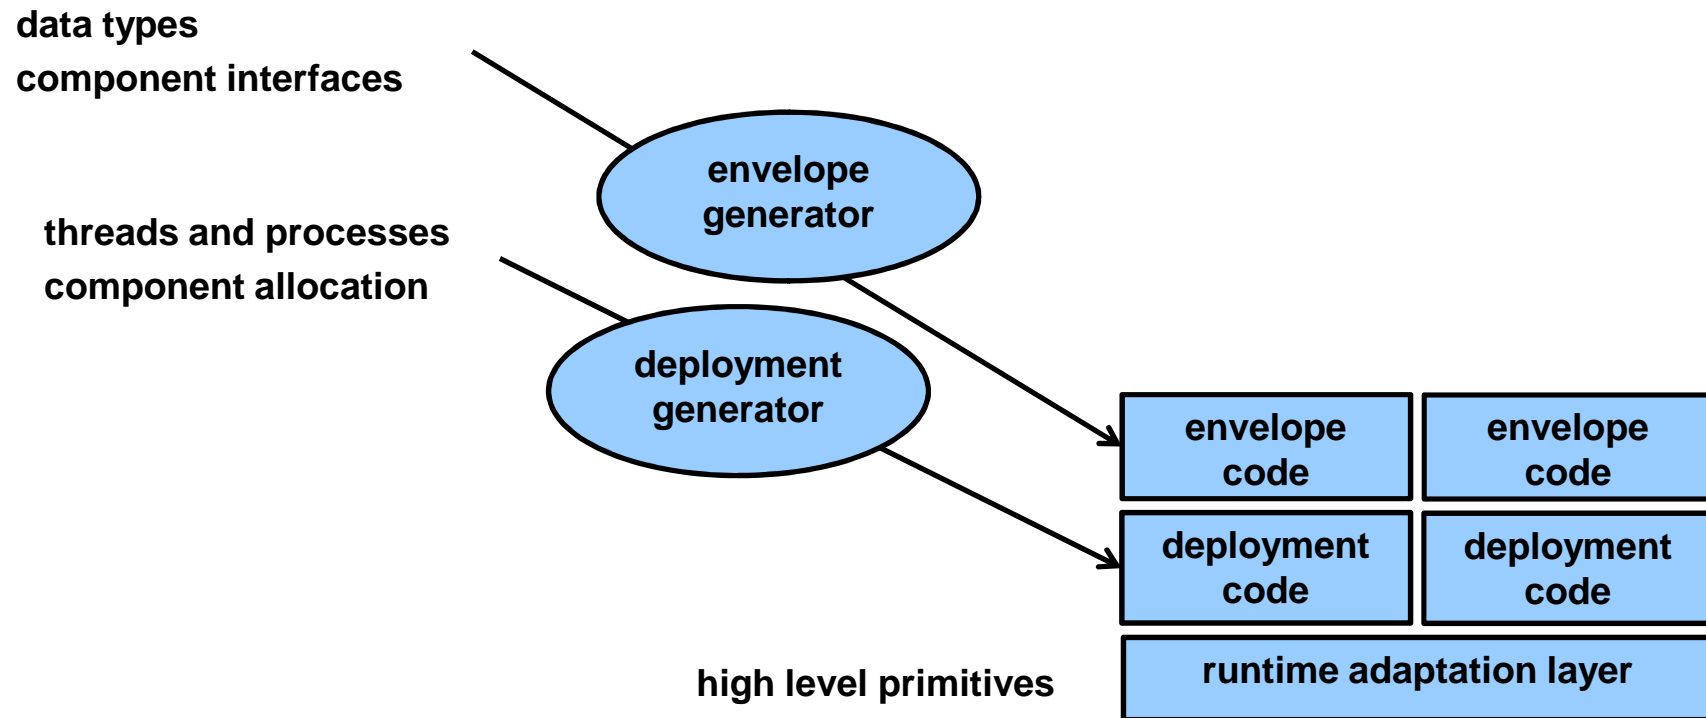 data types
component interfaces
envelope
generator
threads and processes
component allocation
deployment
generator
envelope
code
envelope
code
deployment
code
deployment
code
high level primitives
runtime adaptation layer